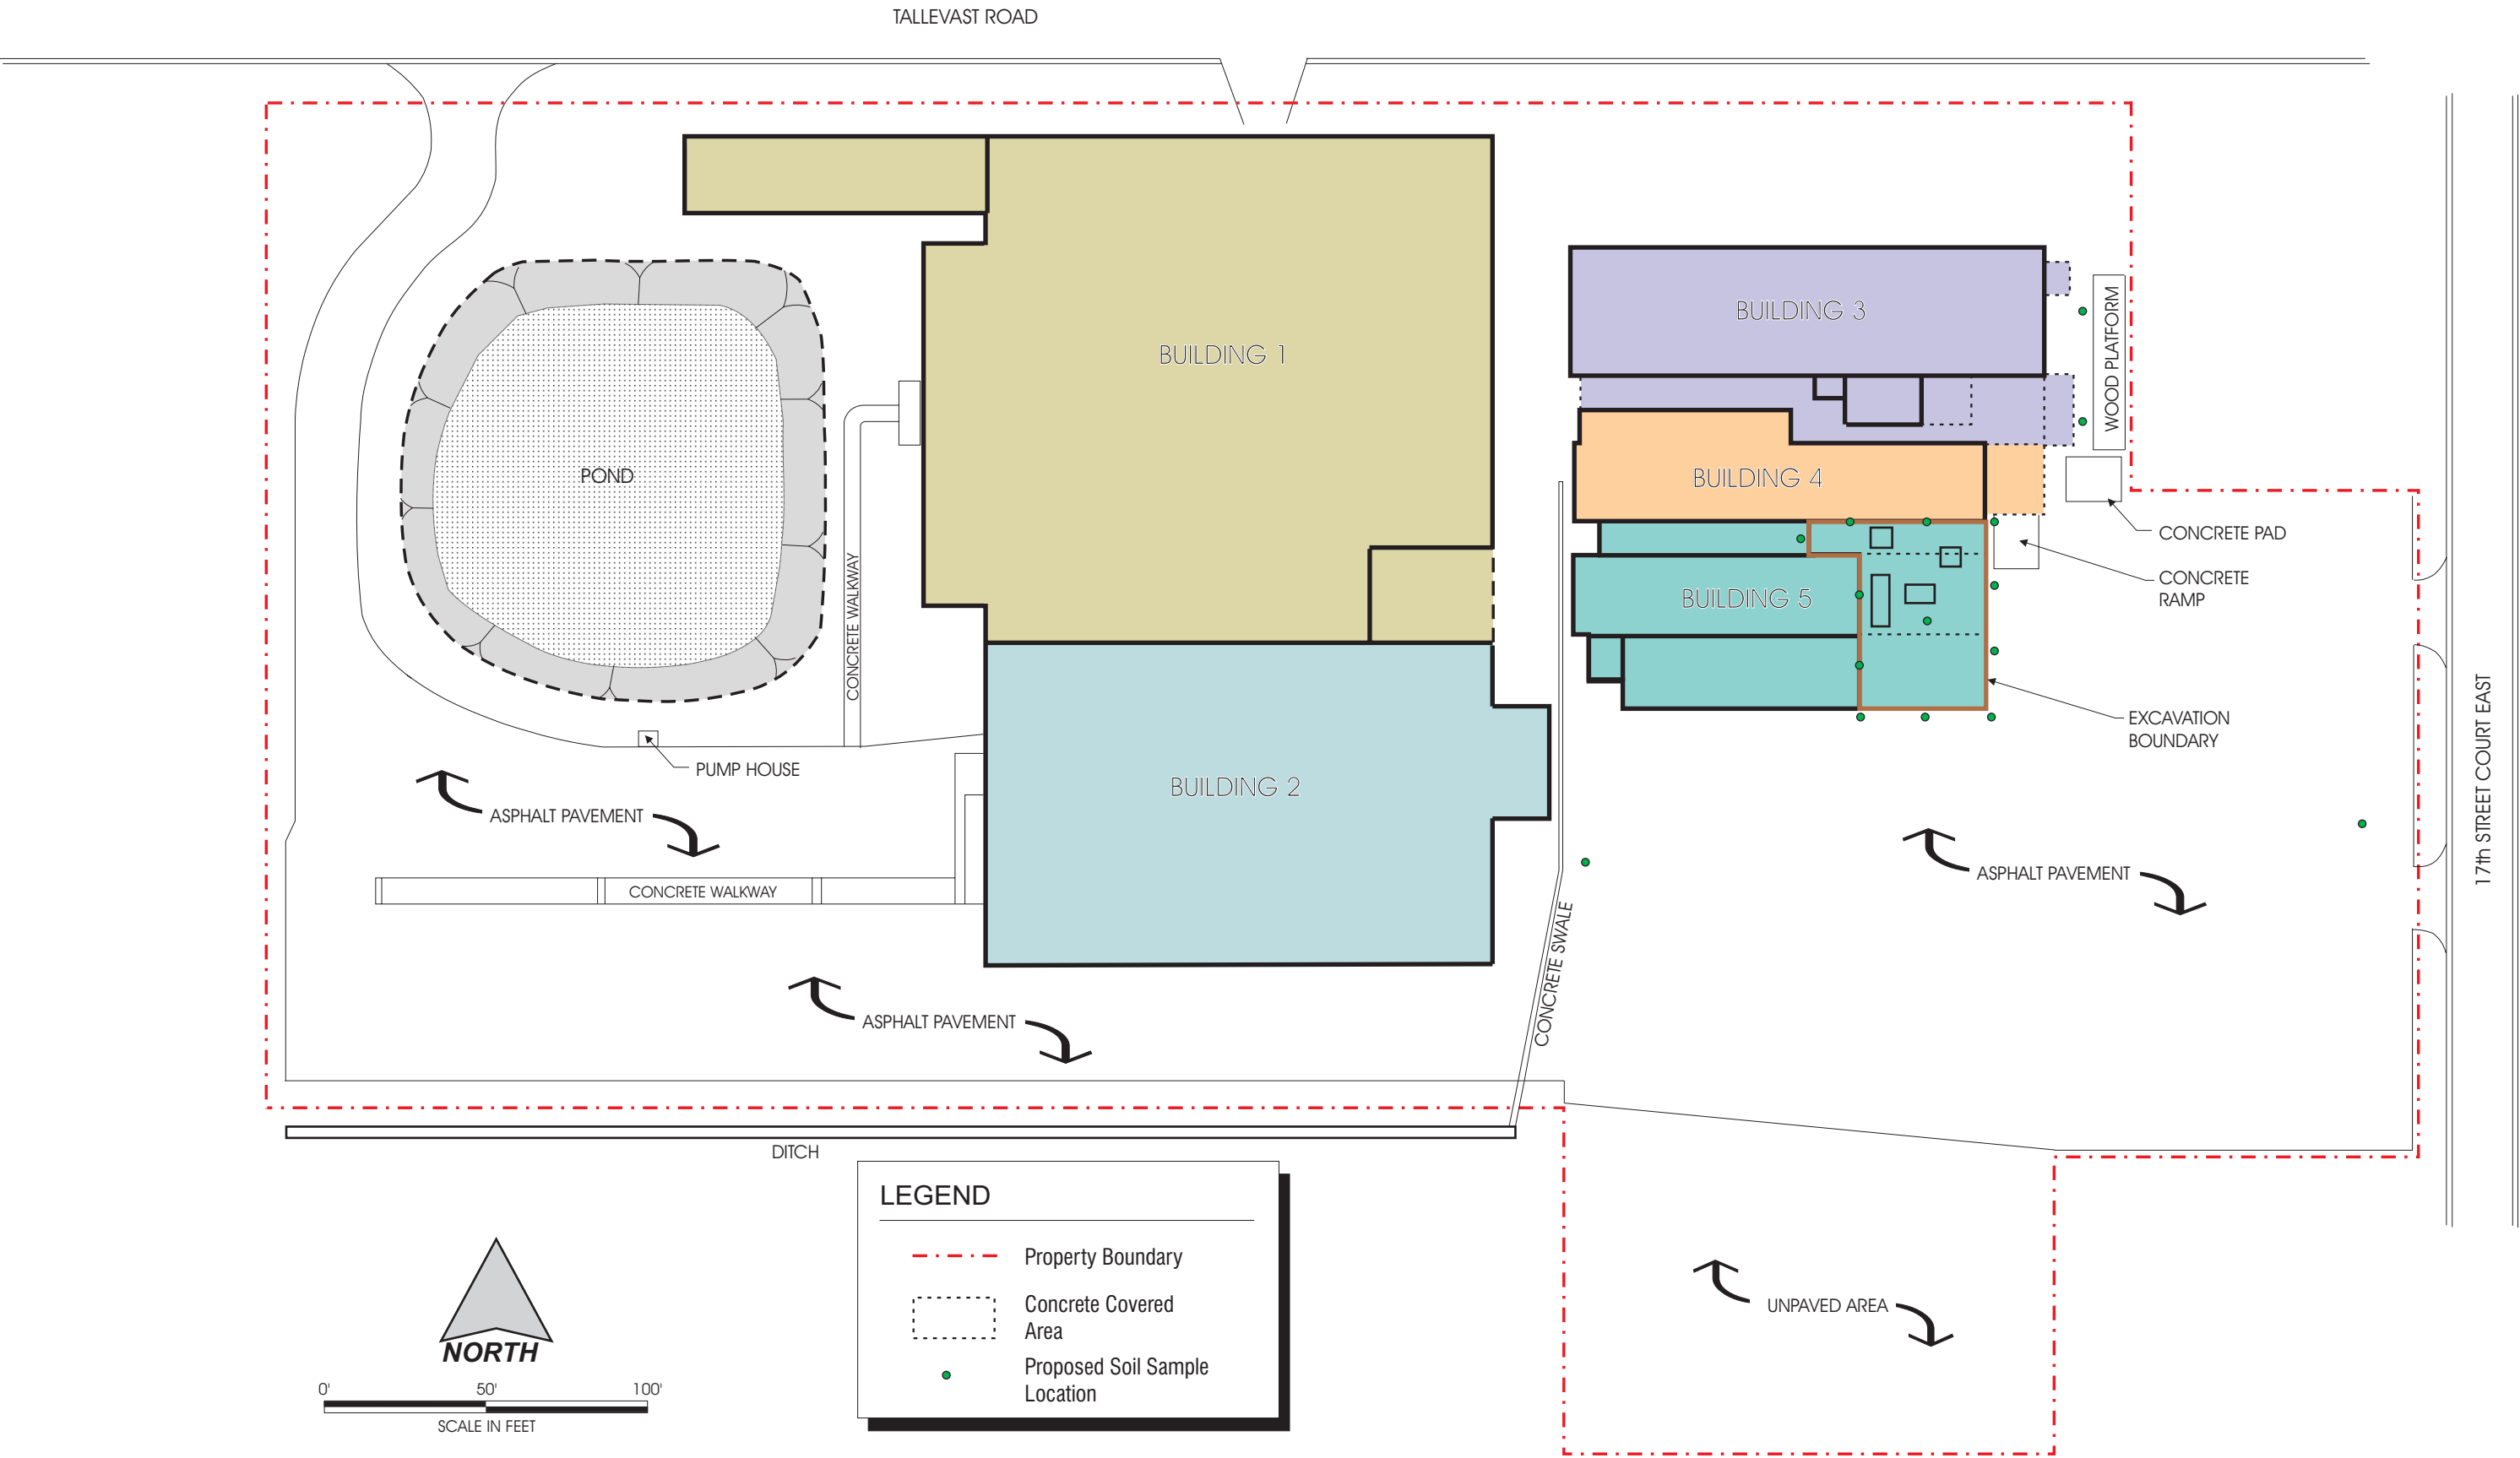 TALLEVAST ROAD
BUILDING 3
WOOD PLATFORM
BUILDING 1
POND
BUILDING 4
CONCRETE PAD
CONCRETE
RAMP
CONCRETE WALKWAY
BUILDING 5
EXCAVATION
BOUNDARY
17th STREET COURT EAST
PUMP HOUSE
BUILDING 2
ASPHALT PAVEMENT
ASPHALT PAVEMENT
CONCRETE WALKWAY
CONCRETE SWALE
ASPHALT PAVEMENT
DITCH
LEGEND
Property Boundary
Concrete Covered
Area
Proposed Soil Sample
Location
UNPAVED AREA
NORTH
0' 50' 100'
SCALE IN FEET